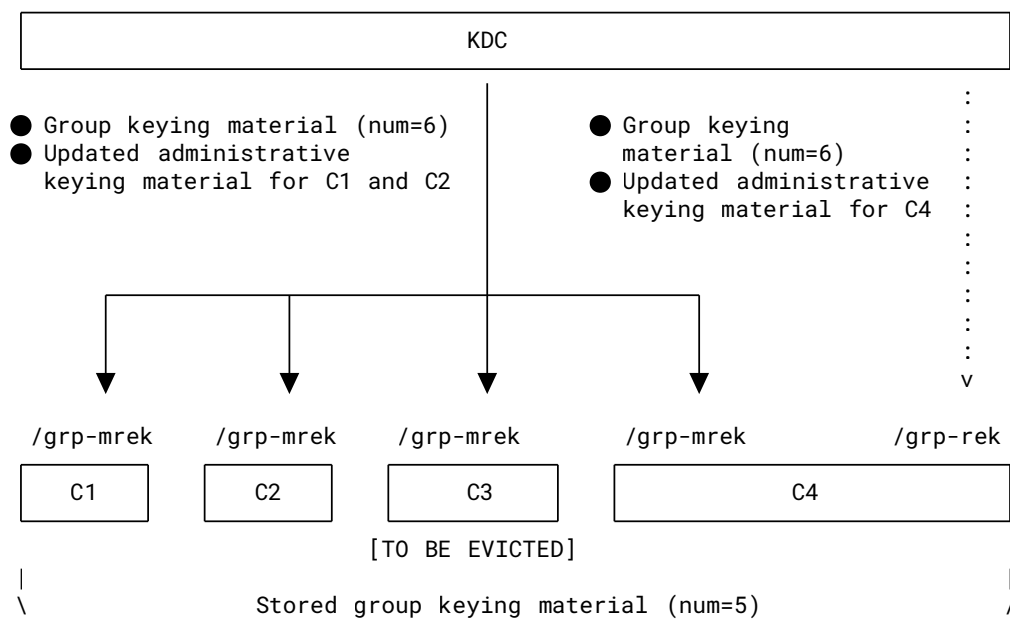 KDC
● Group keying material (num=6)
● Updated administrative
keying material for C1 and C2
● Group keying
material (num=6)
● Updated administrative
keying material for C4
:
:
:
:
:
:
:
:
:
:
v
/grp-mrek /grp-mrek /grp-mrek /grp-mrek /grp-rek
C1 C2 C3 C4
[TO BE EVICTED]
| |
\ Stored group keying material (num=5) /